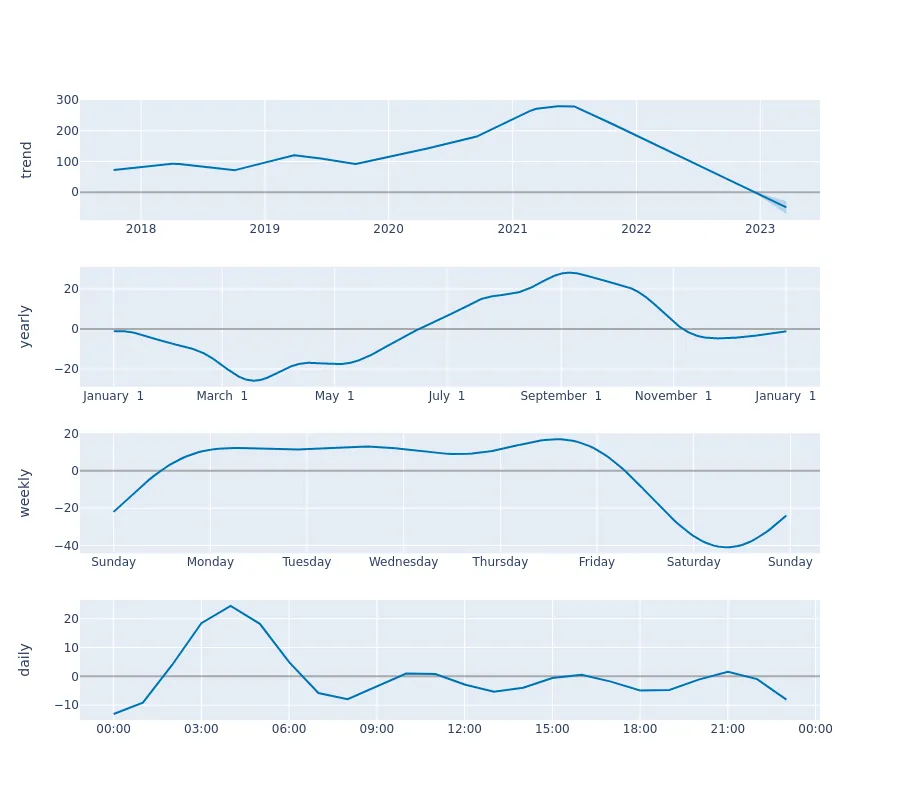 trend
300
200
100
0
2018 2019 2020 2021 2022 2023
yearly
20
0
−20
January 1 March 1 May 1 July 1 September 1 November 1 January 1
weekly
20
0
−20
−40
Sunday Monday Tuesday Wednesday Thursday Friday Saturday Sunday
daily
20
10
0
−10
00:00 03:00 06:00 09:00 12:00 15:00 18:00 21:00 00:00